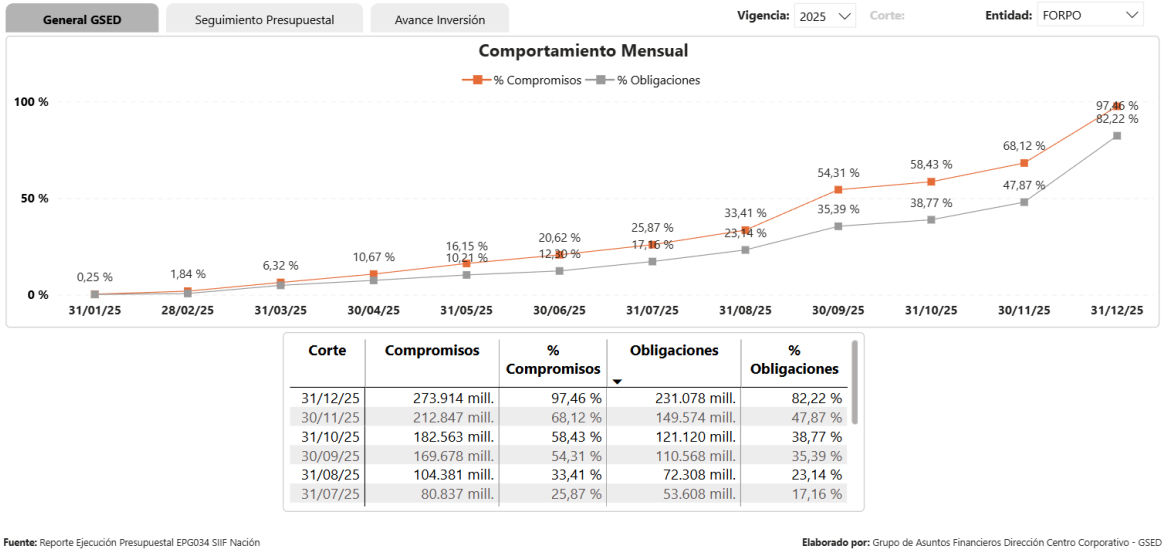 General GSED Seguimiento Presupuestal Avance Inversión Vigencia: 2025 Corte: Entidad: FORPO
Comportamiento Mensual
% Compromisos % Obligaciones
100 %
50 %
0 %
0,25 % 1,84 % 6,32 % 10,67 % 16,15 % 20,62 % 25,87 % 33,41 % 54,31 % 58,43 % 68,12 % 97,46 %
10,21 % 12,30 % 17,16 % 23,14 % 35,39 % 38,77 % 47,87 % 82,22 %
31/01/25 28/02/25 31/03/25 30/04/25 31/05/25 30/06/25 31/07/25 31/08/25 30/09/25 31/10/25 30/11/25 31/12/25
Corte Compromisos % Obligaciones %
Compromisos Obligaciones
31/12/25 273.914 mill. 97,46 % 231.078 mill. 82,22 %
30/11/25 212.847 mill. 68,12 % 149.574 mill. 47,87 %
31/10/25 182.563 mill. 58,43 % 121.120 mill. 38,77 %
30/09/25 169.678 mill. 54,31 % 110.568 mill. 35,39 %
31/08/25 104.381 mill. 33,41 % 72.308 mill. 23,14 %
31/07/25 80.837 mill. 25,87 % 53.608 mill. 17,16 %
Fuente: Reporte Ejecución Presupuestal EPG034 SIIF Nación Elaborado por: Grupo de Asuntos Financieros Dirección Centro Corporativo - GSED